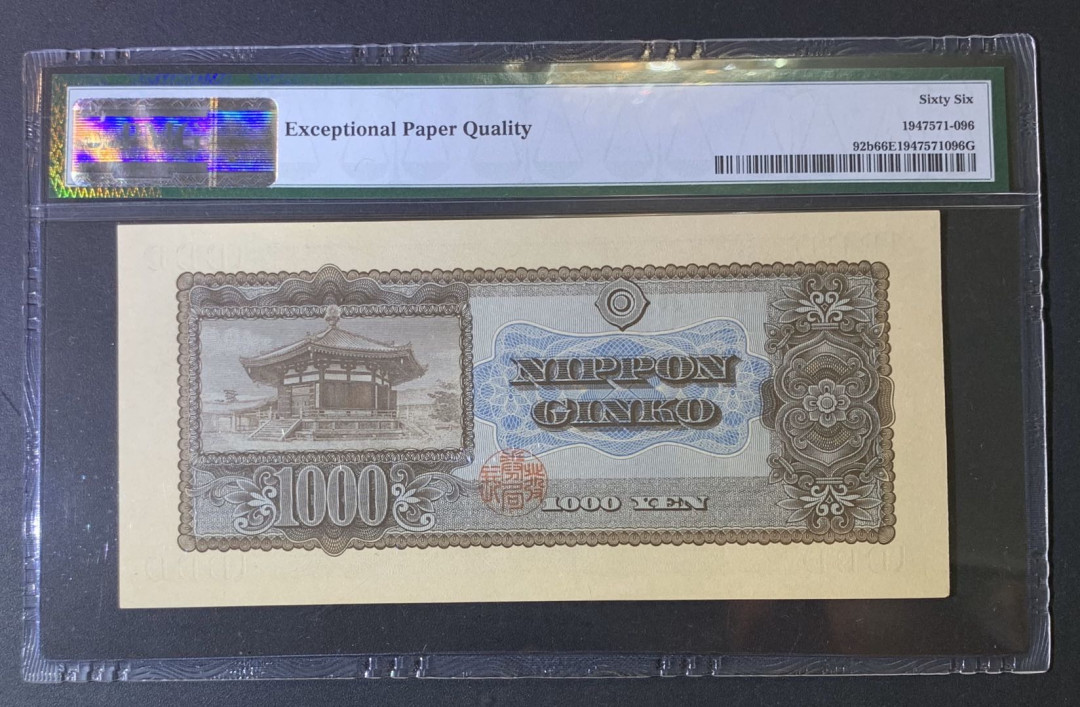 Exceptional Paper Quality
Sixty Six
1947571-096
92b66E1947571096G
NIPPON
GINKO
1000
1000 YEN